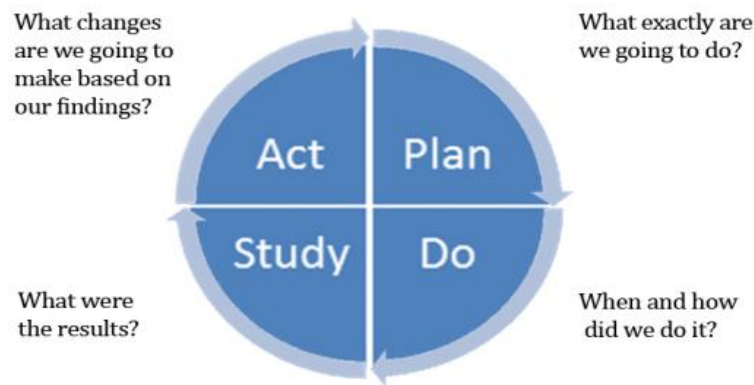 What changes
are we going to
make based on
our findings?
What exactly are
we going to do?
Act
Plan
Study
Do
What were
the results?
When and how
did we do it?